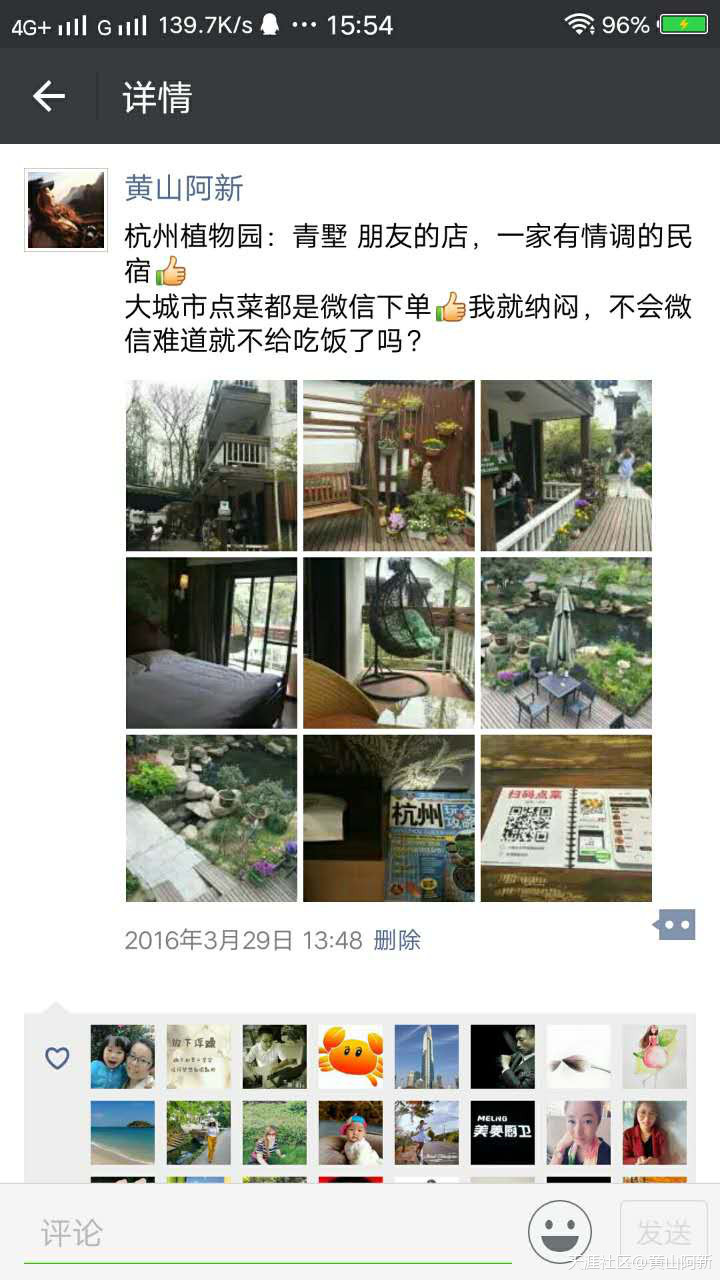 4G+ G 139.7K/s ··· 15:54 96%
详情
黄山阿新
杭州植物园：青墅 朋友的店，一家有情调的民
宿
大城市点菜都是微信下单我就纳闷，不会微
信难道就不给吃饭了吗？
杭州
玩全
攻略
扫码点菜
2016年3月29日 13:48 删除
放下浮躁
MELNG
美菱厨卫
评论
发送
天涯社区@黄山阿新